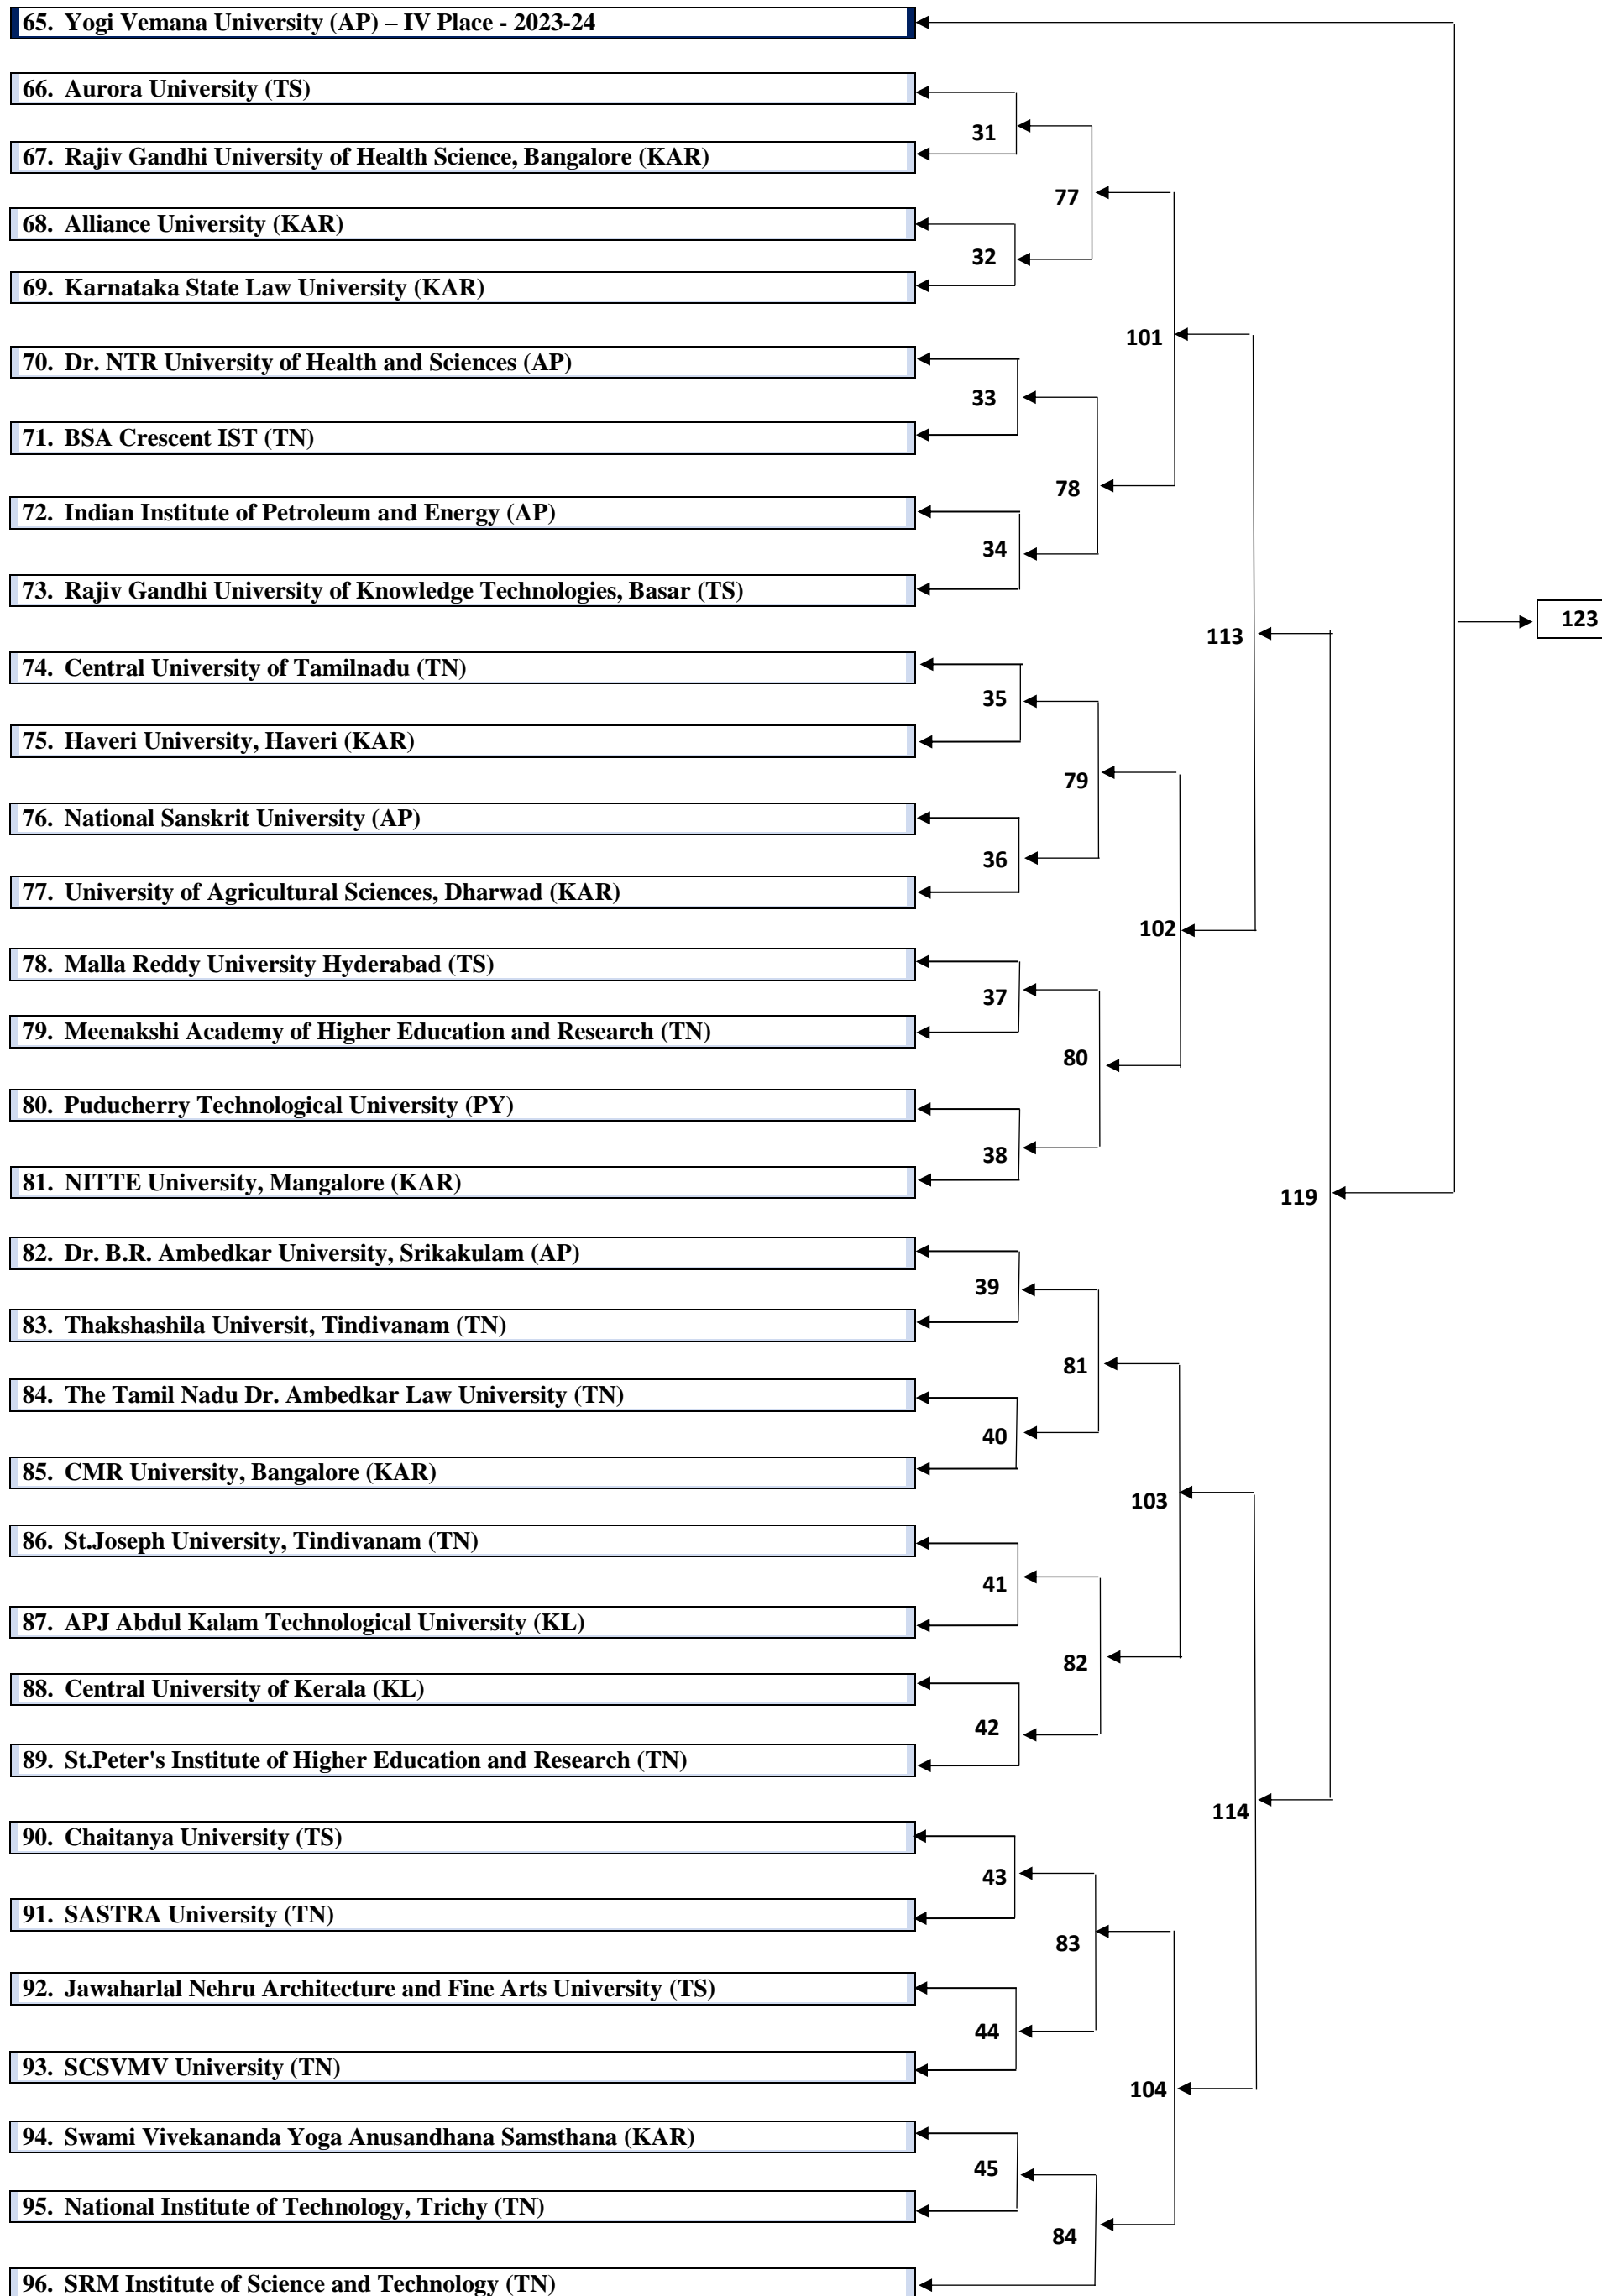 65. Yogi Vemana University (AP) – IV Place - 2023-24
66. Aurora University (TS)
31
67. Rajiv Gandhi University of Health Science, Bangalore (KAR)
77
68. Alliance University (KAR)
32
69. Karnataka State Law University (KAR)
101
70. Dr. NTR University of Health and Sciences (AP)
33
71. BSA Crescent IST (TN)
78
72. Indian Institute of Petroleum and Energy (AP)
34
73. Rajiv Gandhi University of Knowledge Technologies, Basar (TS)
123
113
74. Central University of Tamilnadu (TN)
35
75. Haveri University, Haveri (KAR)
79
76. National Sanskrit University (AP)
36
77. University of Agricultural Sciences, Dharwad (KAR)
102
78. Malla Reddy University Hyderabad (TS)
37
79. Meenakshi Academy of Higher Education and Research (TN)
80
80. Puducherry Technological University (PY)
38
81. NITTE University, Mangalore (KAR)
119
82. Dr. B.R. Ambedkar University, Srikakulam (AP)
39
83. Thakshashila Universit, Tindivanam (TN)
81
84. The Tamil Nadu Dr. Ambedkar Law University (TN)
40
85. CMR University, Bangalore (KAR)
103
86. St.Joseph University, Tindivanam (TN)
41
87. APJ Abdul Kalam Technological University (KL)
82
88. Central University of Kerala (KL)
42
89. St.Peter's Institute of Higher Education and Research (TN)
114
90. Chaitanya University (TS)
43
91. SASTRA University (TN)
83
92. Jawaharlal Nehru Architecture and Fine Arts University (TS)
44
93. SCSVMV University (TN)
104
94. Swami Vivekananda Yoga Anusandhana Samsthana (KAR)
45
95. National Institute of Technology, Trichy (TN)
84
96. SRM Institute of Science and Technology (TN)